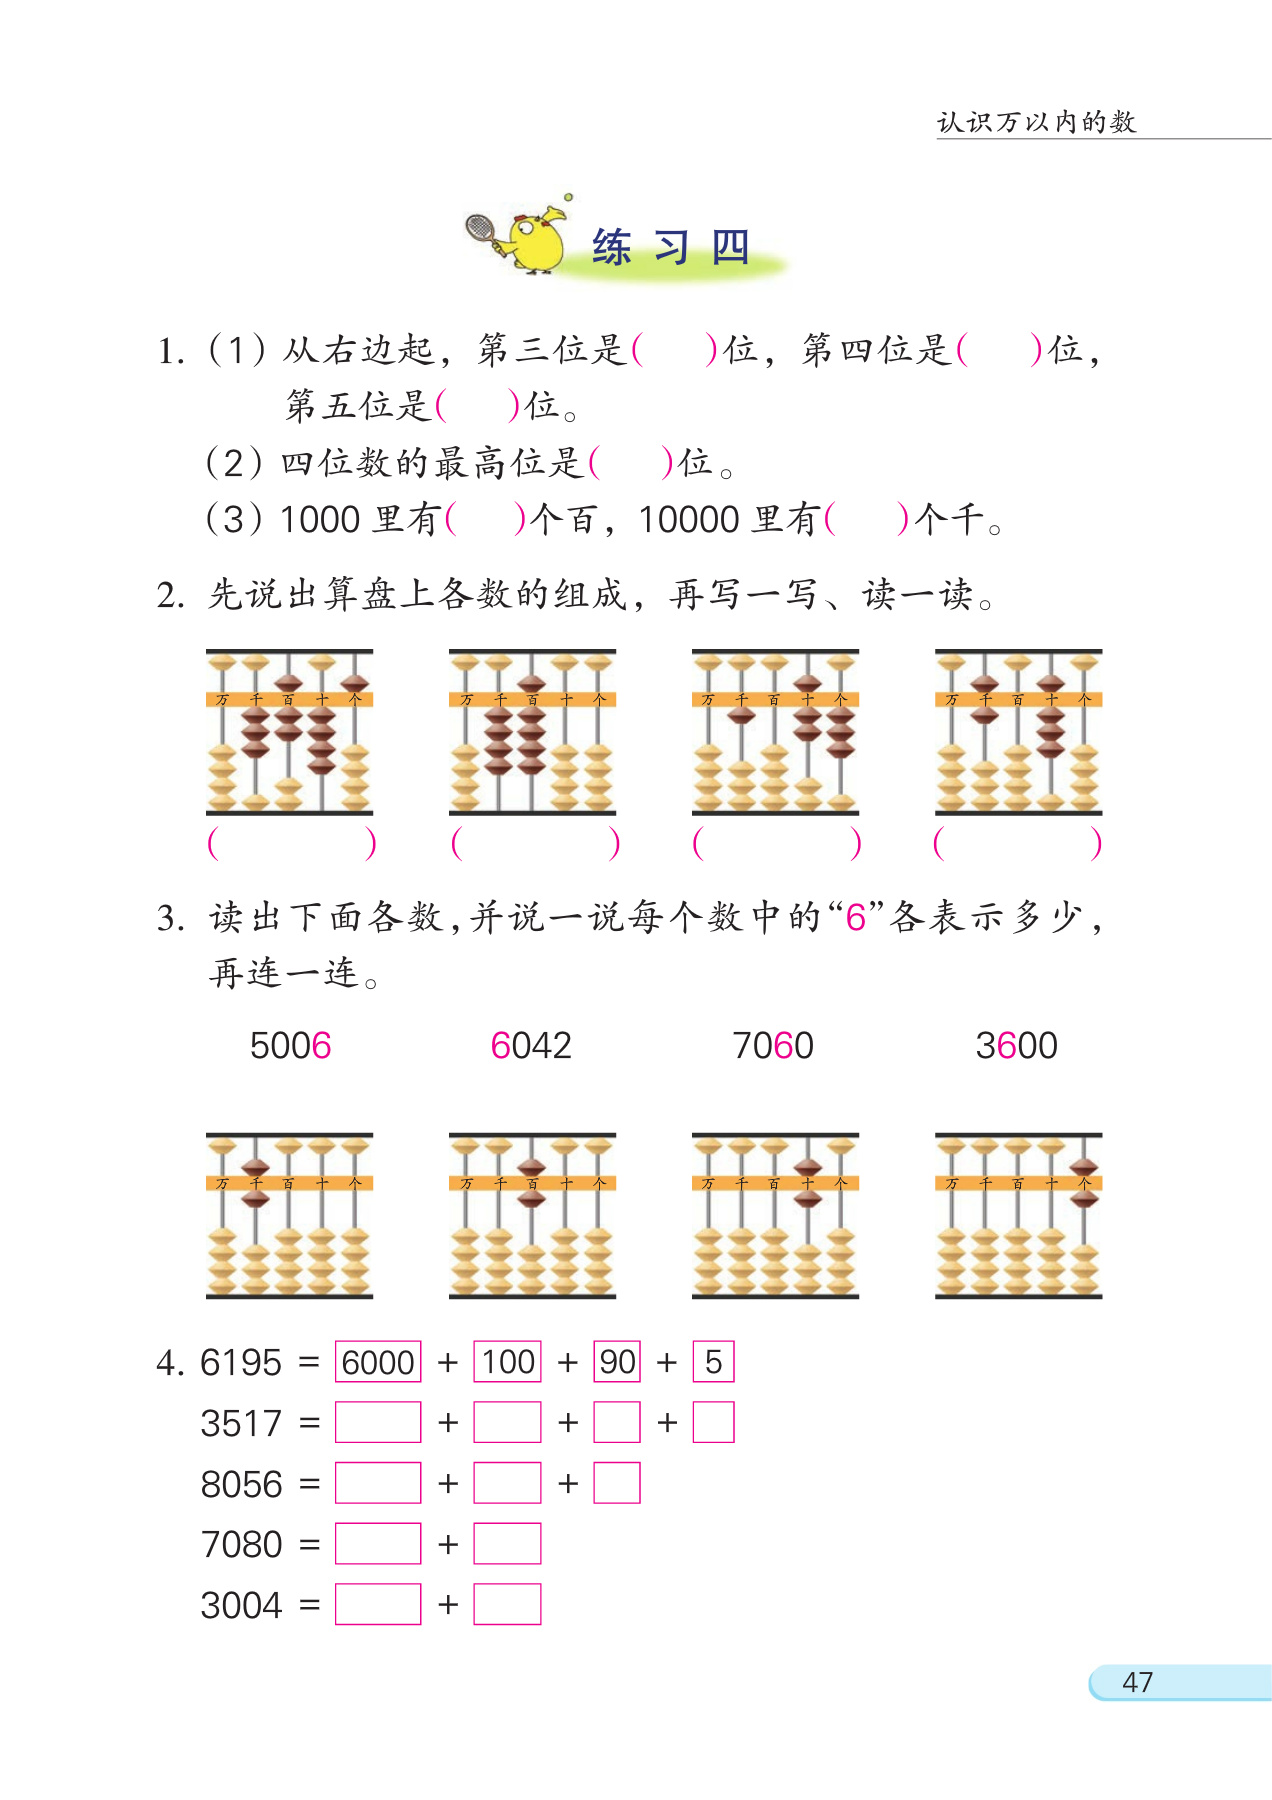 认识万以内的数
练习四
1.（1）从右边起，第三位是(  )位，第四位是(  )位，
第五位是(  )位。
（2）四位数的最高位是(  )位。
（3）1000 里有(  )个百，10000 里有(  )个千。
2. 先说出算盘上各数的组成，再写一写、读一读。
万 千 百 十 个 万 千 百 十 个 万 千 百 十 个 万 千 百 十 个
(  ) (  ) (  ) (  )
3. 读出下面各数，并说一说每个数中的“6”各表示多少，
再连一连。
5006 6042 7060 3600
万 千 百 十 个 万 千 百 十 个 万 千 百 十 个 万 千 百 十 个
4. 6195 = 6000 + 100 + 90 + 5
3517 = □ + □ + □ + □
8056 = □ + □ + □
7080 = □ + □
3004 = □ + □
47